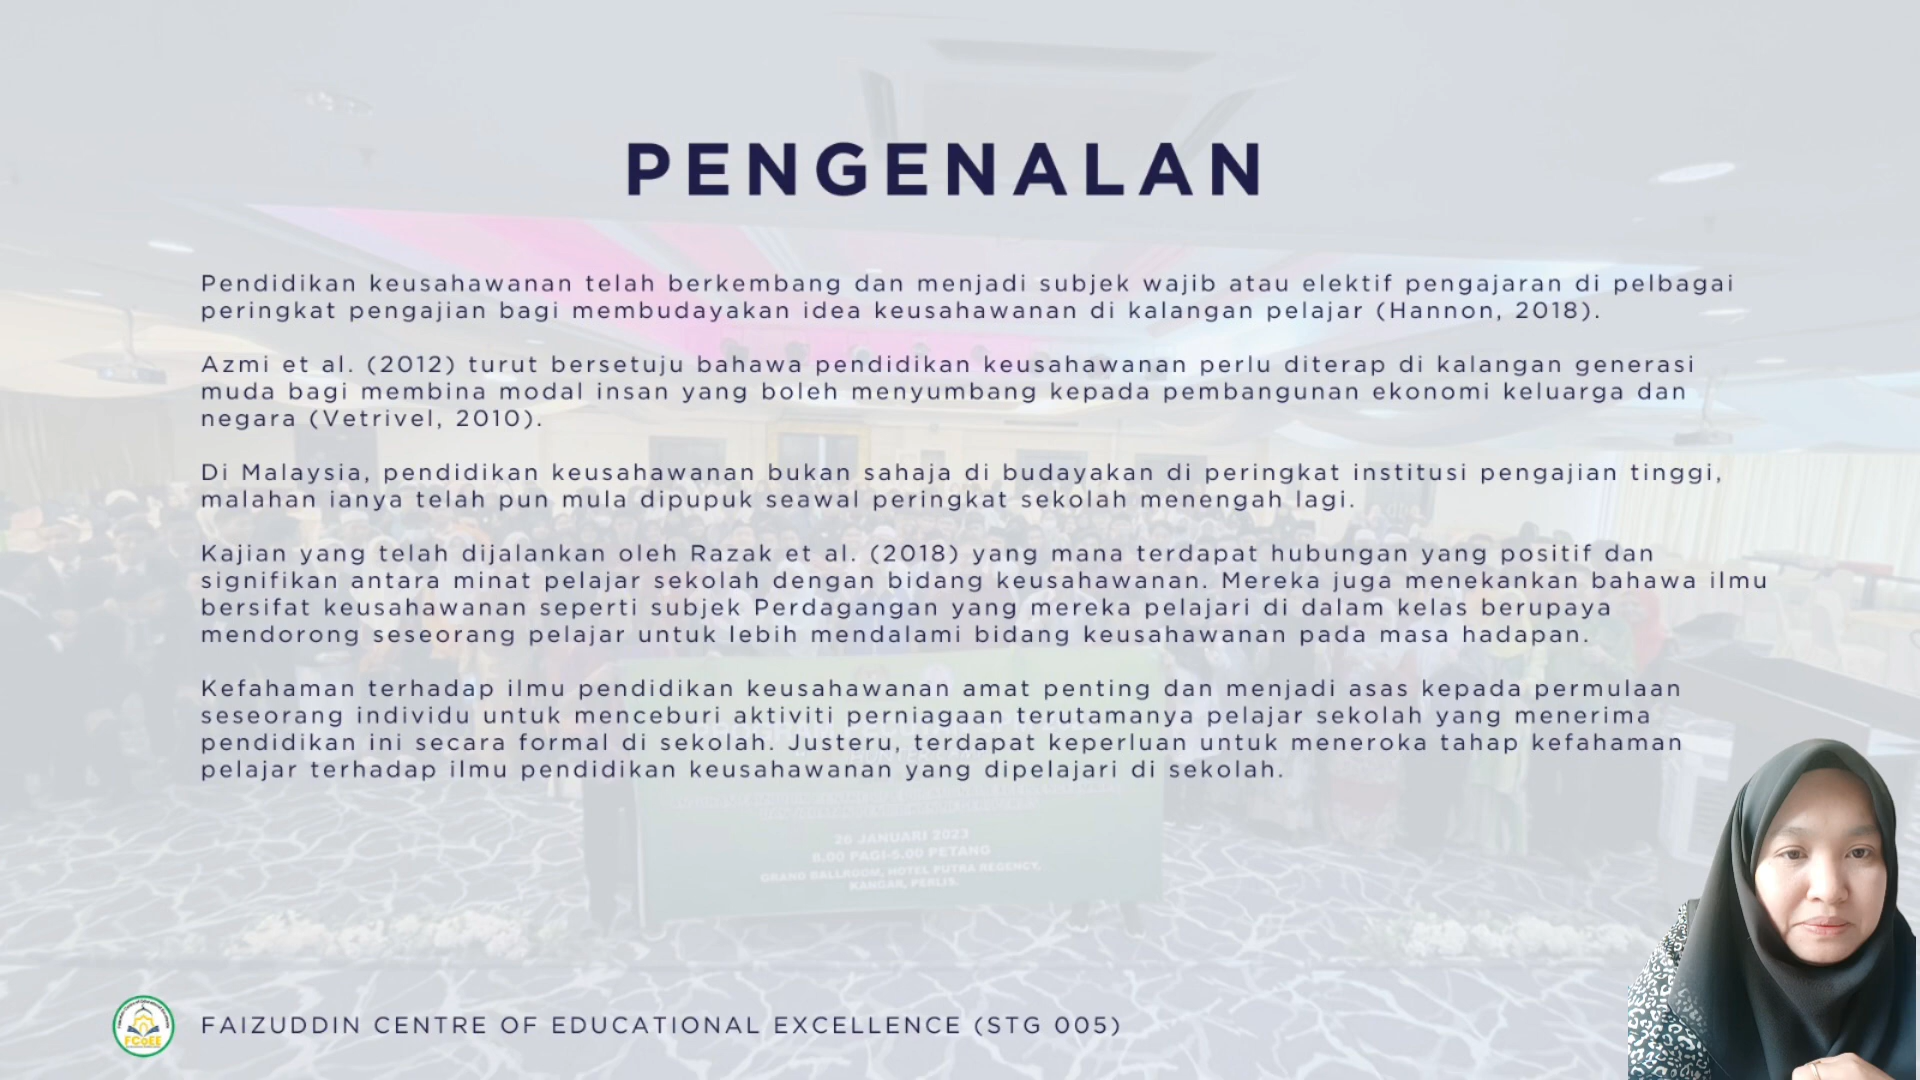 PENGENALAN
Pendidikan keusahawanan telah berkembang dan menjadi subjek wajib atau elektif pengajaran di pelbagai
peringkat pengajian bagi membudayakan idea keusahawanan di kalangan pelajar (Hannon, 2018).
Azmi et al. (2012) turut bersetuju bahawa pendidikan keusahawanan perlu diterap di kalangan generasi
muda bagi membina modal insan yang boleh menyumbang kepada pembangunan ekonomi keluarga dan
negara (Vetrivel, 2010).
Di Malaysia, pendidikan keusahawanan bukan sahaja di budayakan di peringkat institusi pengajian tinggi,
malahan ianya telah pun mula dipupuk seawal peringkat sekolah menengah lagi.
Kajian yang telah dijalankan oleh Razak et al. (2018) yang mana terdapat hubungan yang positif dan
signifikan antara minat pelajar sekolah dengan bidang keusahawanan. Mereka juga menekankan bahawa ilmu
bersifat keusahawanan seperti subjek Perdagangan yang mereka pelajari di dalam kelas berupaya
mendorong seseorang pelajar untuk lebih mendalami bidang keusahawanan pada masa hadapan.
Kefahaman terhadap ilmu pendidikan keusahawanan amat penting dan menjadi asas kepada permulaan
seseorang individu untuk menceburi aktiviti perniagaan terutamanya pelajar sekolah yang menerima
pendidikan ini secara formal di sekolah. Justeru, terdapat keperluan untuk meneroka tahap kefahaman
pelajar terhadap ilmu pendidikan keusahawanan yang dipelajari di sekolah.
26 JANUARI 2023
8.00 PAGI-5.00 PETANG
GRAND BALLROOM, HOTEL PUTRA REGENCY,
KANGAR, PERLIS.
FCoEE
FAIZUDDIN CENTRE OF EDUCATIONAL EXCELLENCE (STG 005)